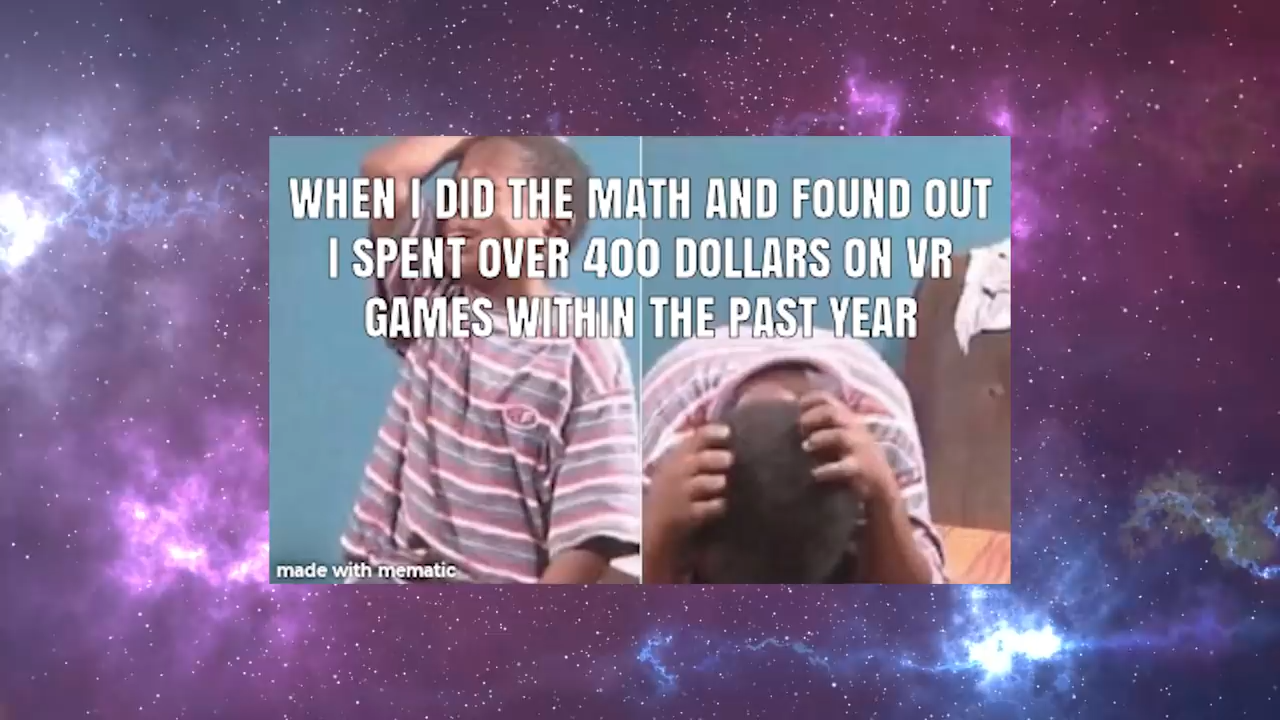 WHEN I DID THE MATH AND FOUND OUT
I SPENT OVER 400 DOLLARS ON VR
GAMES WITHIN THE PAST YEAR
made with mematic